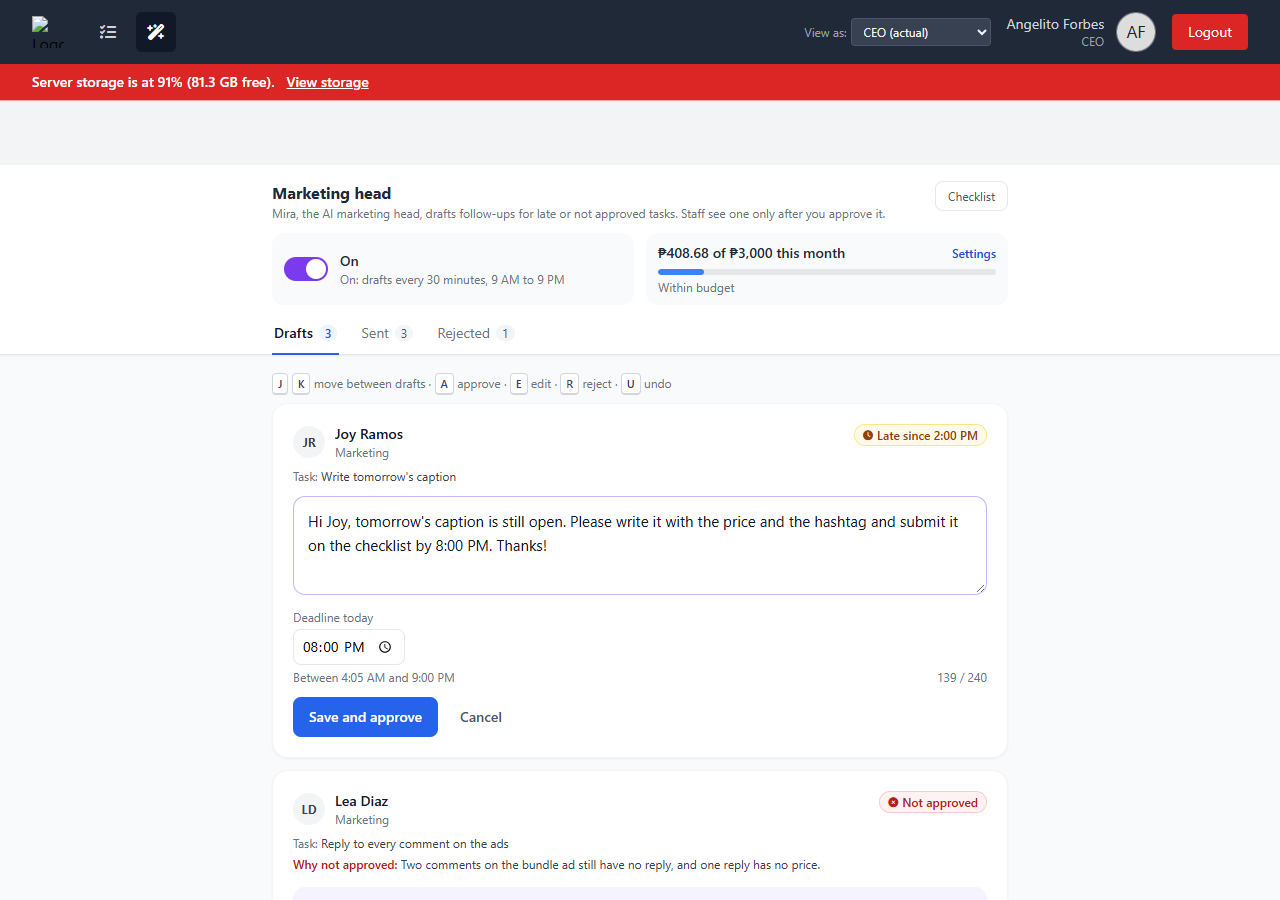 Logo
View as:
CEO (actual)
Angelito Forbes
CEO
AF
Logout
Server storage is at 91% (81.3 GB free). View storage
Marketing head
Checklist
Mira, the AI marketing head, drafts follow-ups for late or not approved tasks. Staff see one only after you approve it.
On
On: drafts every 30 minutes, 9 AM to 9 PM
₱408.68 of ₱3,000 this month
Settings
Within budget
Drafts 3
Sent 3
Rejected 1
J K move between drafts · A approve · E edit · R reject · U undo
JR
Joy Ramos
Marketing
Late since 2:00 PM
Task: Write tomorrow's caption
Hi Joy, tomorrow's caption is still open. Please write it with the price and the hashtag and submit it
on the checklist by 8:00 PM. Thanks!
Deadline today
08:00 PM
Between 4:05 AM and 9:00 PM
139 / 240
Save and approve
Cancel
LD
Lea Diaz
Marketing
Not approved
Task: Reply to every comment on the ads
Why not approved: Two comments on the bundle ad still have no reply, and one reply has no price.